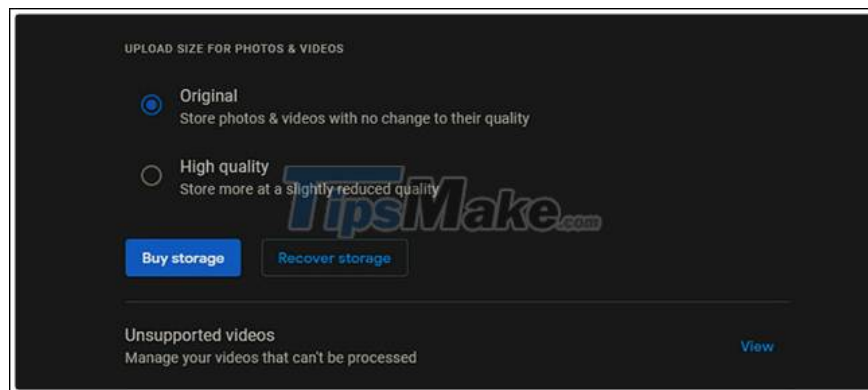 UPLOAD SIZE FOR PHOTOS & VIDEOS
Original
Store photos & videos with no change to their quality
High quality
Store more at a slightly reduced quality
TipsMake.com
Buy storage
Recover storage
Unsupported videos
View
Manage your videos that can't be processed